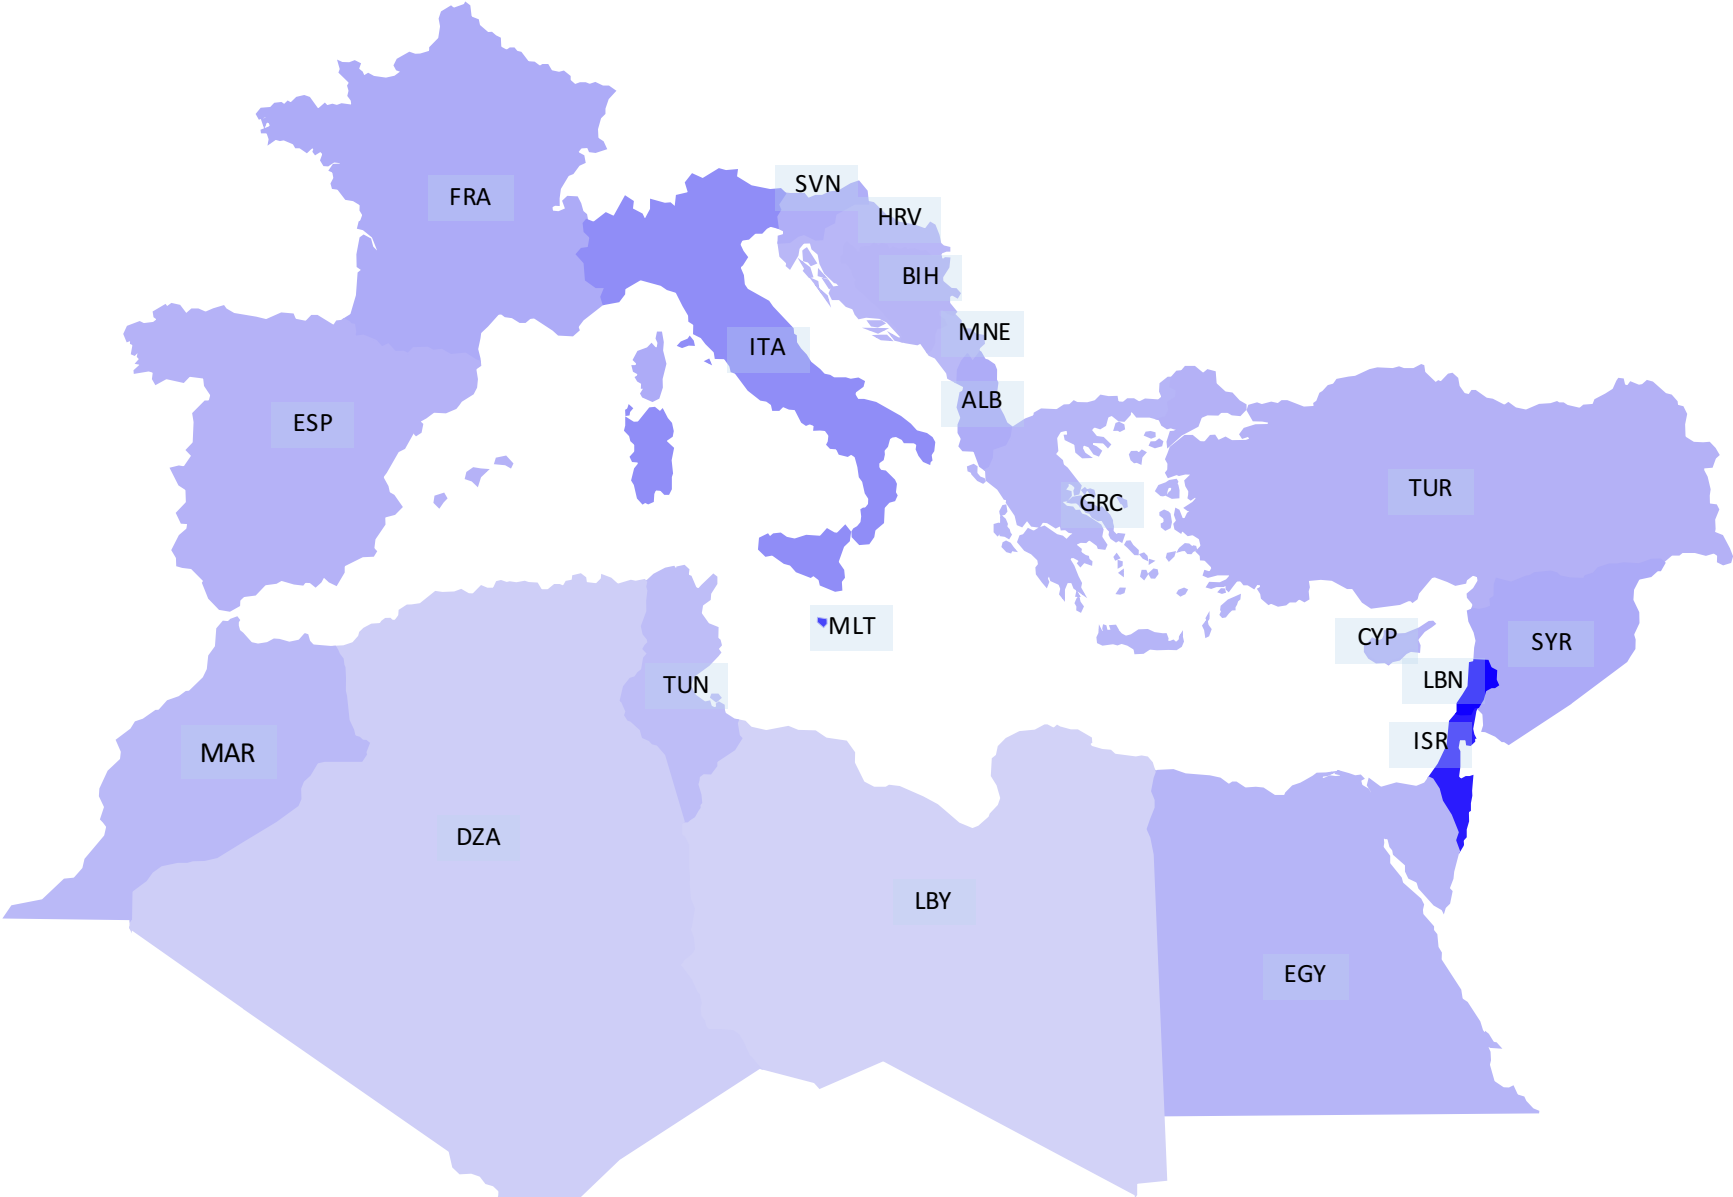 SVN
FRA
HRV
BIH
MNE
ITA
ALB
ESP
TUR
GRC
MLT
CYP
SYR
LBN
TUN
ISR
MAR
DZA
LBY
EGY